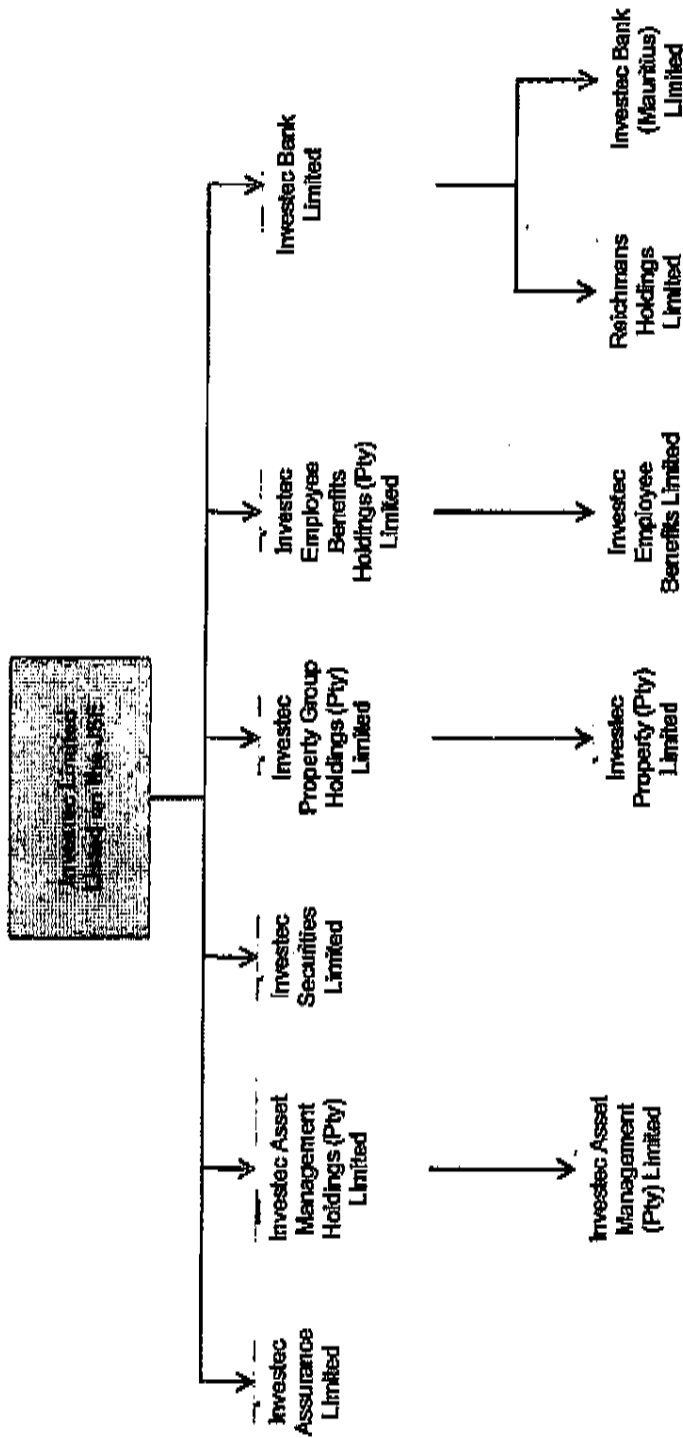 Investec Limited
Listed on the JSE
Investec
Assurance
Limited
Investec Asset
Management
Holdings (Pty)
Limited
Investec
Securities
Limited
Investec
Property Group
Holdings (Pty)
Limited
Investec
Employee
Benefits
Holdings (Pty)
Limited
Investec Bank
Limited
Investec Asset
Management
(Pty) Limited
Investec
Property (Pty)
Limited
Investec
Employee
Benefits Limited
Reichmans
Holdings
Limited
Investec Bank
(Mauritius)
Limited